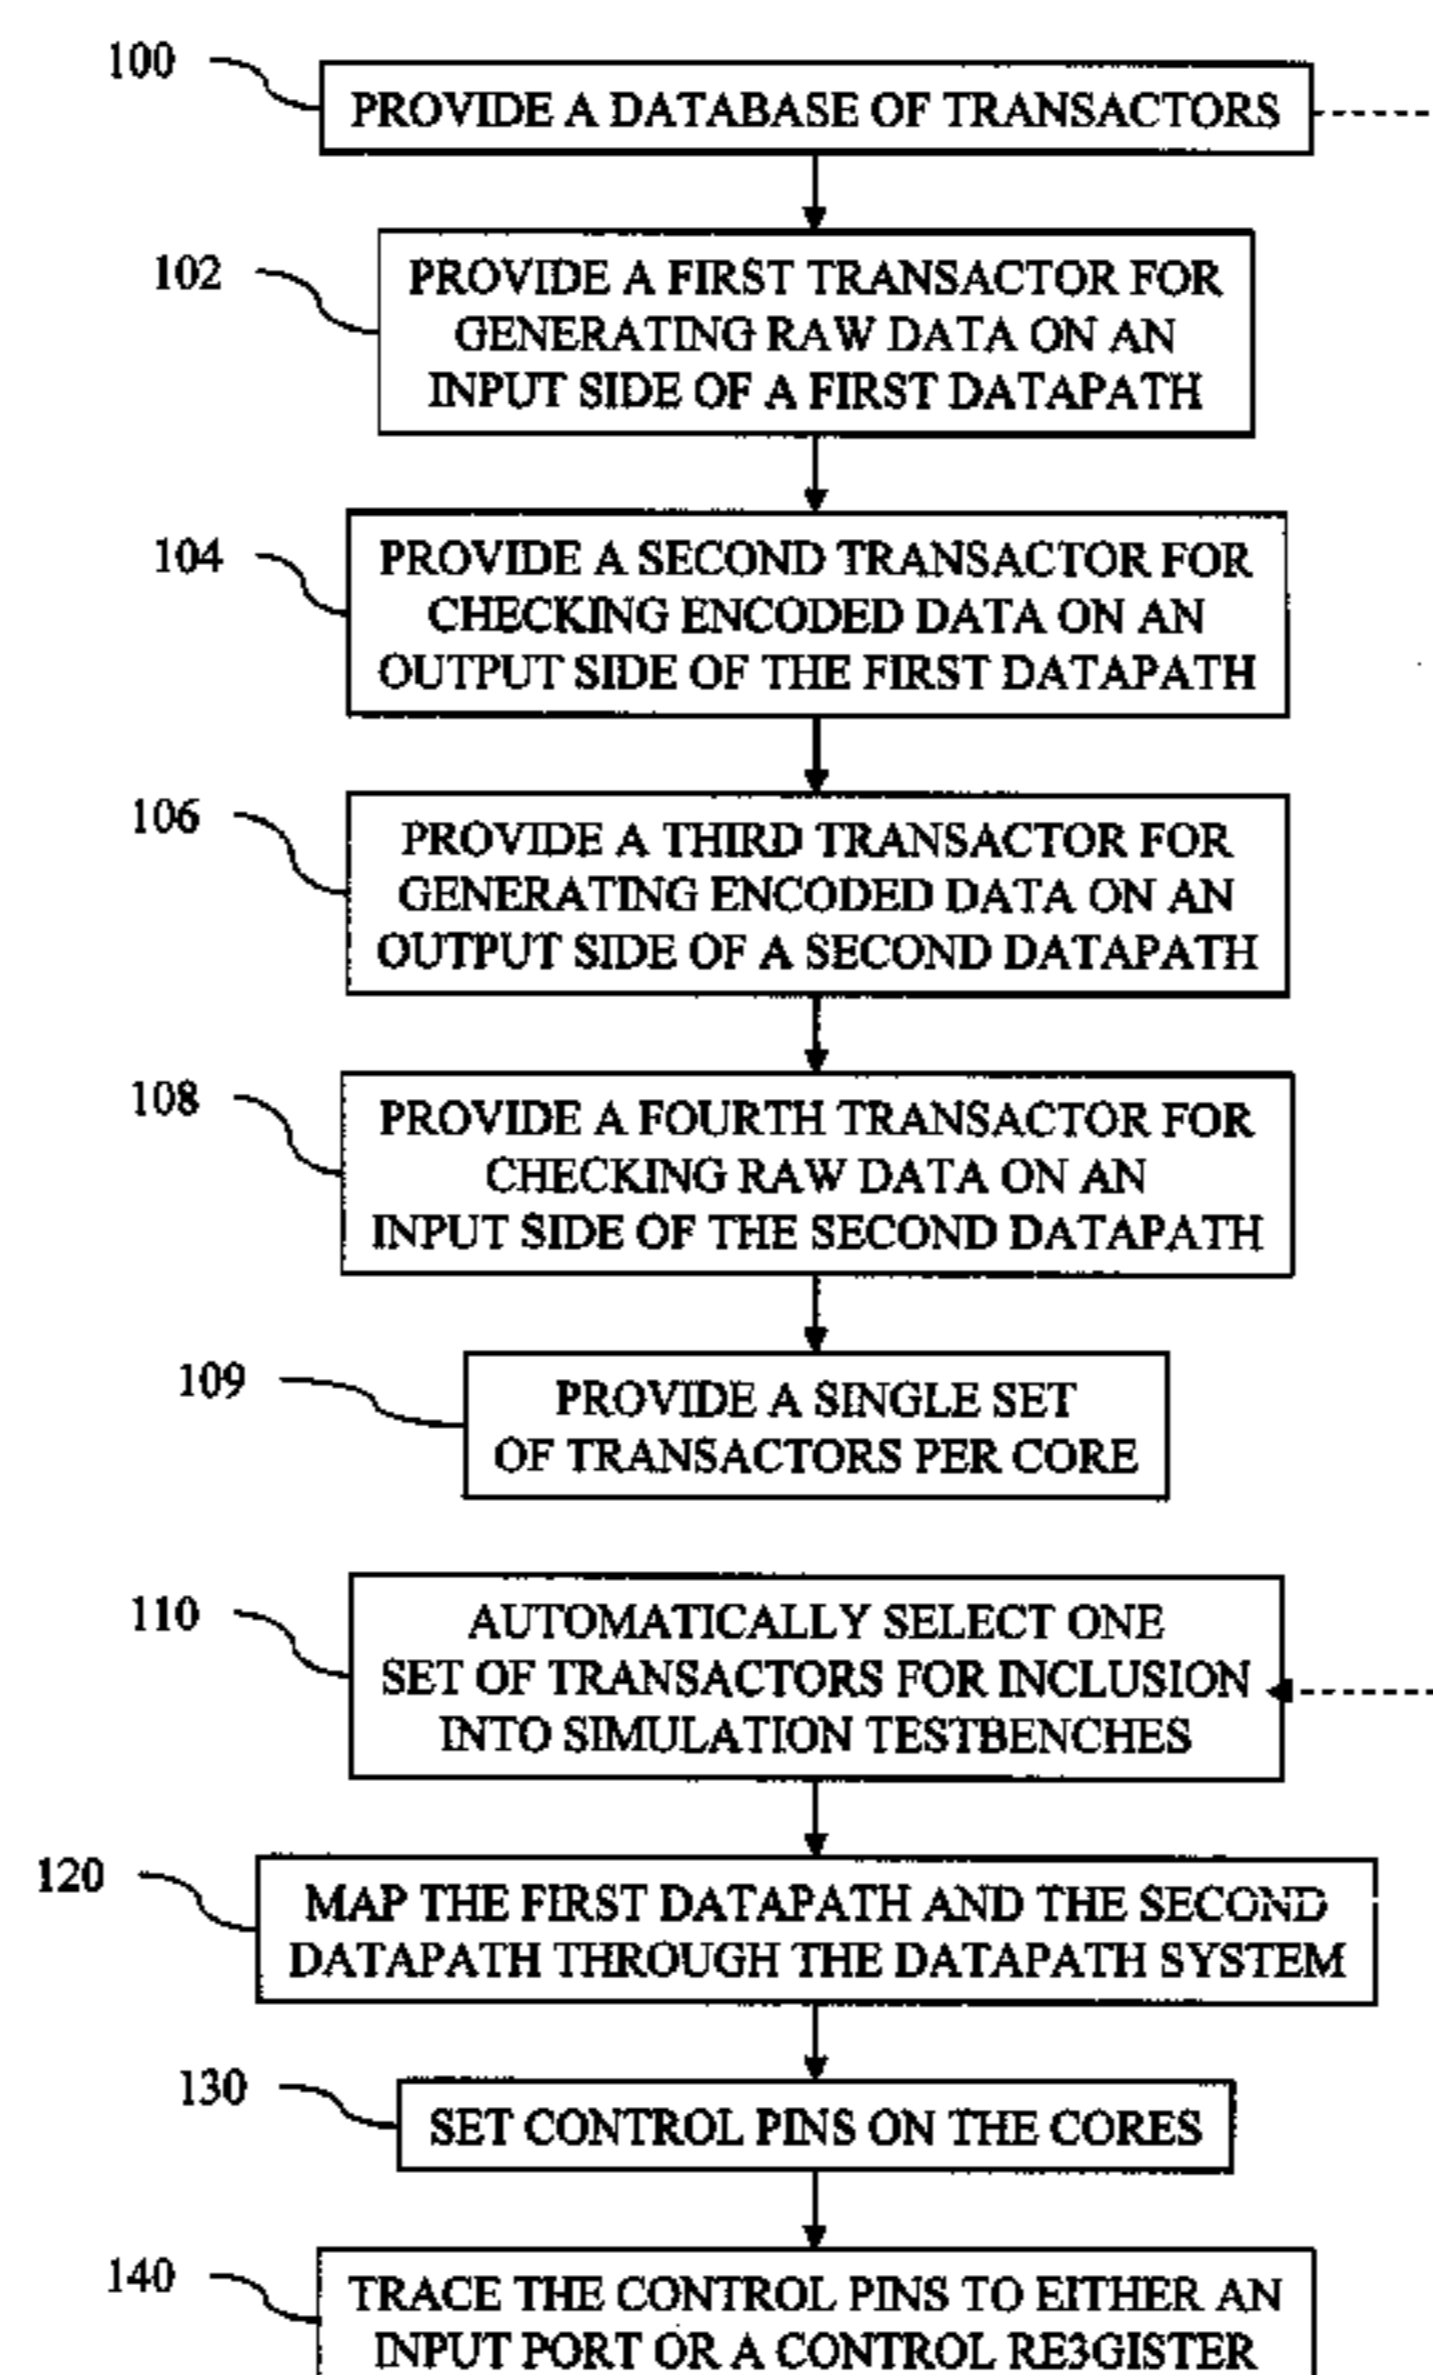 100
PROVIDE A DATABASE OF TRANSACTORS
102
PROVIDE A FIRST TRANSACTOR FOR
GENERATING RAW DATA ON AN
INPUT SIDE OF A FIRST DATAPATH
104
PROVIDE A SECOND TRANSACTOR FOR
CHECKING ENCODED DATA ON AN
OUTPUT SIDE OF THE FIRST DATAPATH
106
PROVIDE A THIRD TRANSACTOR FOR
GENERATING ENCODED DATA ON AN
OUTPUT SIDE OF A SECOND DATAPATH
108
PROVIDE A FOURTH TRANSACTOR FOR
CHECKING RAW DATA ON AN
INPUT SIDE OF THE SECOND DATAPATH
109
PROVIDE A SINGLE SET
OF TRANSACTORS PER CORE
110
AUTOMATICALLY SELECT ONE
SET OF TRANSACTORS FOR INCLUSION
INTO SIMULATION TESTBENCHES
120
MAP THE FIRST DATAPATH AND THE SECOND
DATAPATH THROUGH THE DATAPATH SYSTEM
130
SET CONTROL PINS ON THE CORES
140
TRACE THE CONTROL PINS TO EITHER AN
INPUT PORT OR A CONTROL RE3GISTER